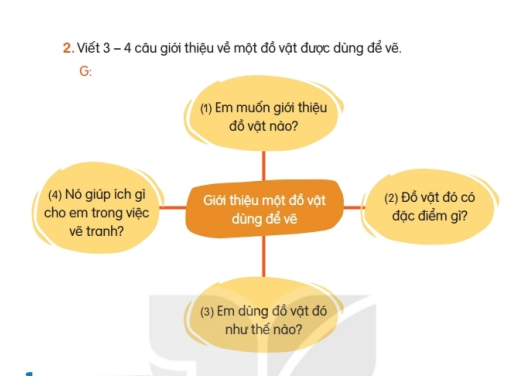 2. Viết 3 – 4 câu giới thiệu về một đồ vật được dùng để vẽ.
G:
(1) Em muốn giới thiệu
đồ vật nào?
(4) Nó giúp ích gì
cho em trong việc
vẽ tranh?
Giới thiệu một đồ vật
dùng để vẽ
(2) Đồ vật đó có
đặc điểm gì?
(3) Em dùng đồ vật đó
như thế nào?